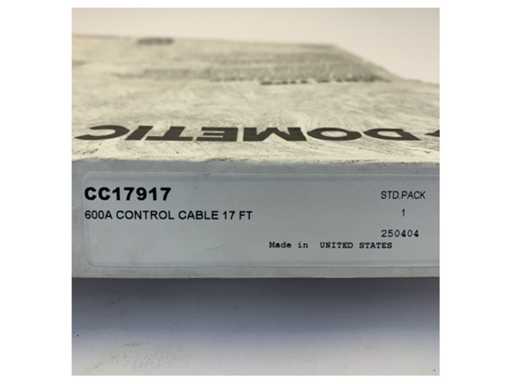 DOMETIC
CC17917
STD.PACK
600A CONTROL CABLE 17 FT
1
250404
Made in UNITED STATES